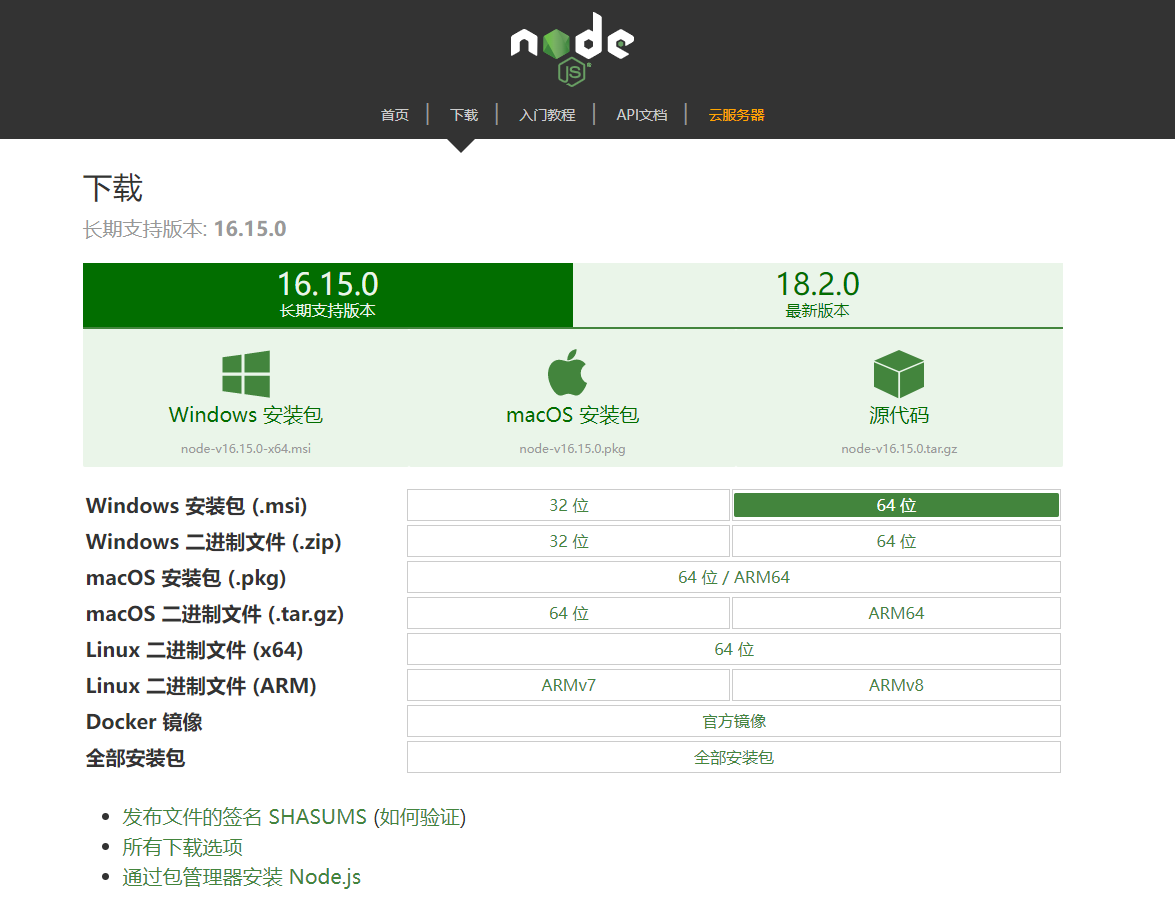 node
JS
首页 下载 入门教程 API文档 云服务器
下载
长期支持版本: 16.15.0
16.15.0 18.2.0
长期支持版本 最新版本
Windows 安装包 macOS 安装包 源代码
node-v16.15.0-x64.msi node-v16.15.0.pkg node-v16.15.0.tar.gz
Windows 安装包 (.msi) 32 位 64 位
Windows 二进制文件 (.zip) 32 位 64 位
macOS 安装包 (.pkg) 64 位 / ARM64
macOS 二进制文件 (.tar.gz) 64 位 ARM64
Linux 二进制文件 (x64) 64 位
Linux 二进制文件 (ARM) ARMv7 ARMv8
Docker 镜像 官方镜像
全部安装包 全部安装包
发布文件的签名 SHASUMS (如何验证)
所有下载选项
通过包管理器安装 Node.js